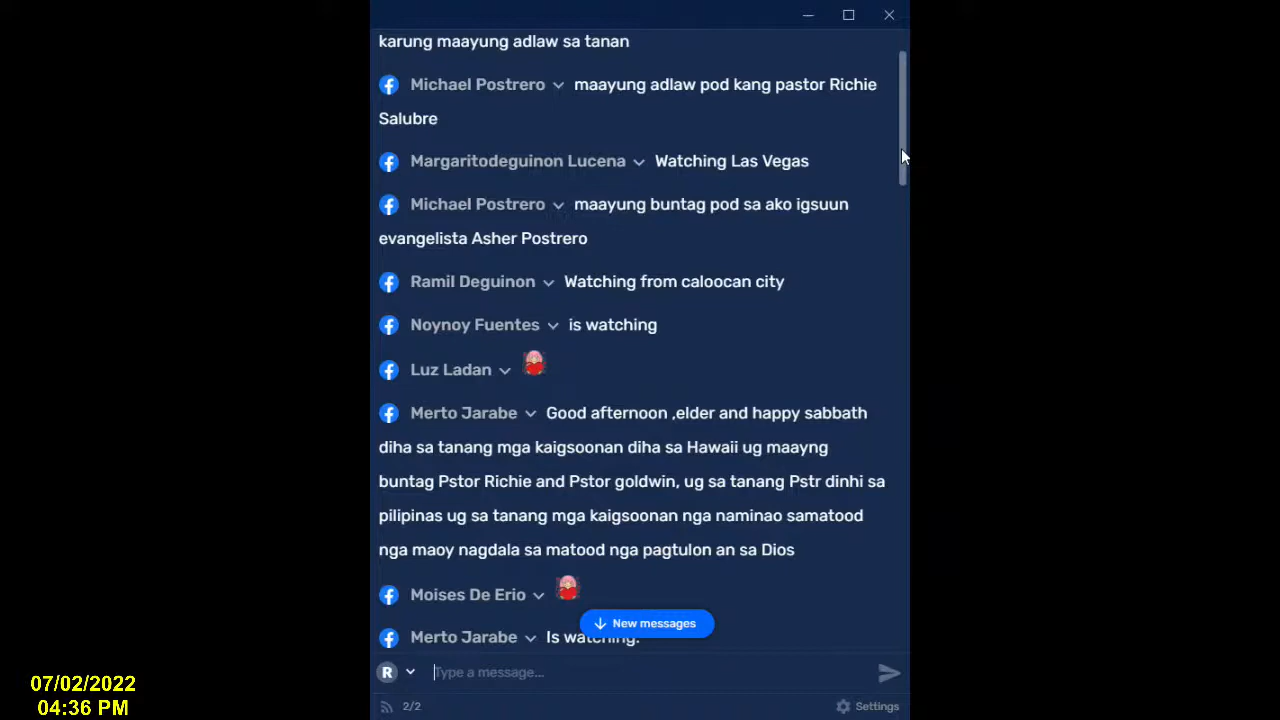 karung maayung adlaw sa tanan
Michael Postrero maayung adlaw pod kang pastor Richie
Salubre
Margaritodeguinon Lucena Watching Las Vegas
Michael Postrero maayung buntag pod sa ako igsuun
evangelista Asher Postrero
Ramil Deguinon Watching from caloocan city
Noynoy Fuentes is watching
Luz Ladan
Merto Jarabe Good afternoon ,elder and happy sabbath
diha sa tanang mga kaigsoonan diha sa Hawaii ug maayng
buntag Pstor Richie and Pstor goldwin, ug sa tanang Pstr dinhi sa
pilipinas ug sa tanang mga kaigsoonan nga naminao samatood
nga maoy nagdala sa matood nga pagtulon an sa Dios
Moises De Erio
New messages
Merto Jarabe Is watching.
R Type a message...
2/2 Settings
07/02/2022
04:36 PM